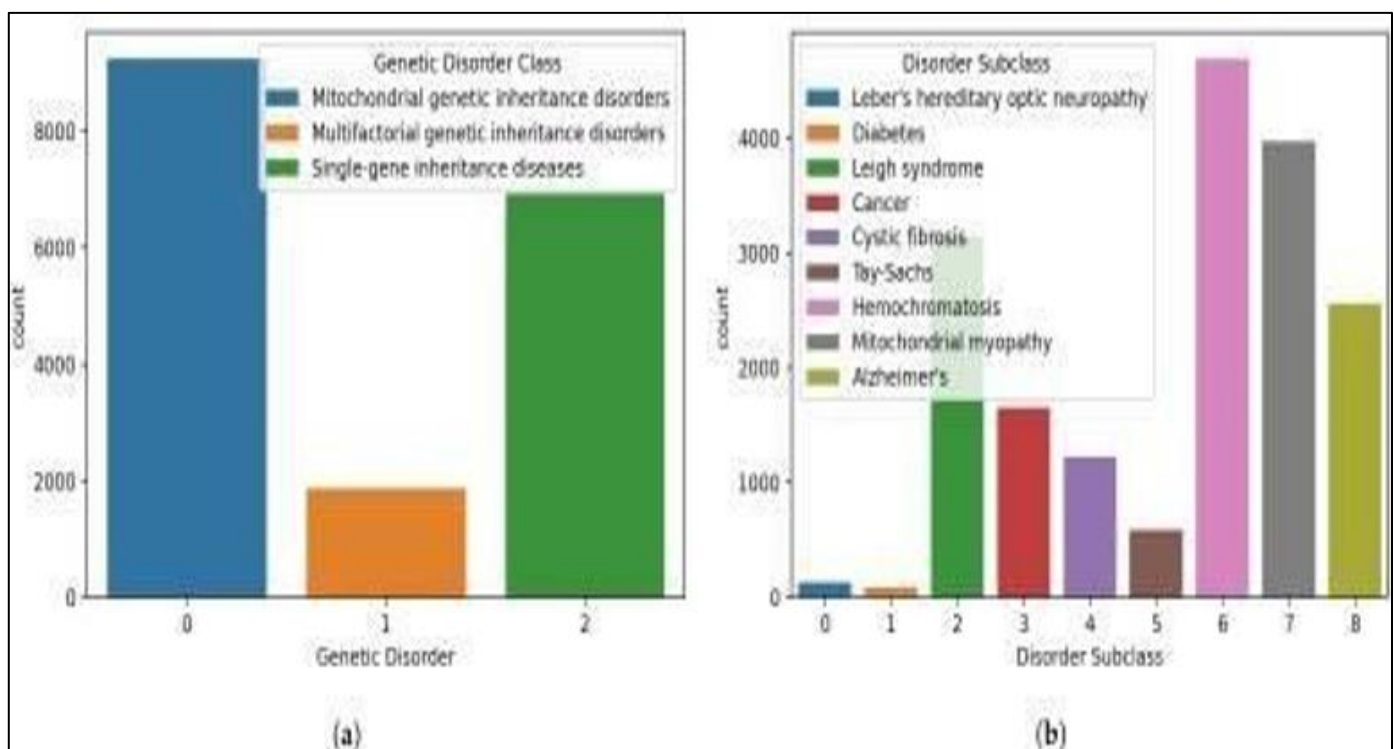 Genetic Disorder Class
Mitochondrial genetic inheritance disorders
Multifactorial genetic inheritance disorders
Single-gene inheritance diseases
8000
6000
4000
2000
0
count
0 1 2
Genetic Disorder
(a)
Disorder Subclass
Leber's hereditary optic neuropathy
Diabetes
Leigh syndrome
Cancer
Cystic fibrosis
Tay-Sachs
Hemochromatosis
Mitochondrial myopathy
Alzheimer's
4000
3000
2000
1000
0
count
0 1 2 3 4 5 6 7 8
Disorder Subclass
(b)